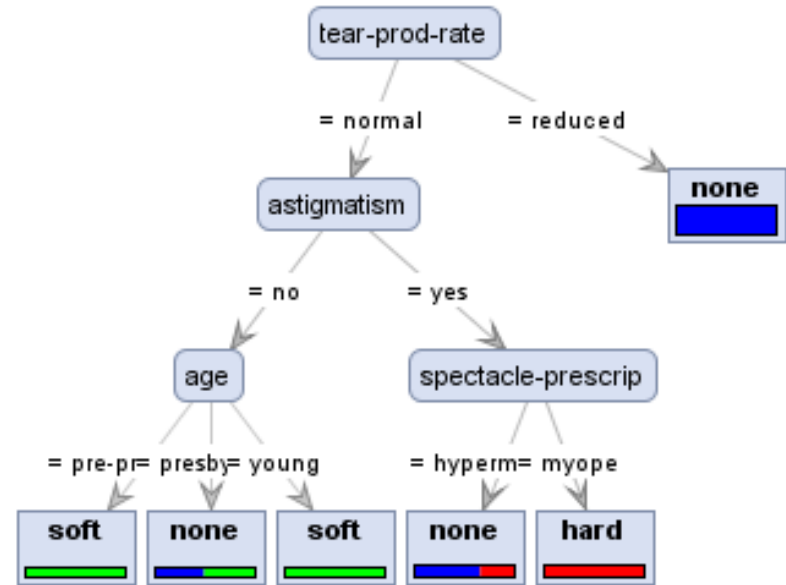 tear-prod-rate
= normal
= reduced
none
astigmatism
= no
= yes
age
spectacle-prescrip
= pre-pr= presby= young
= hyperm= myope
soft
none
soft
none
hard